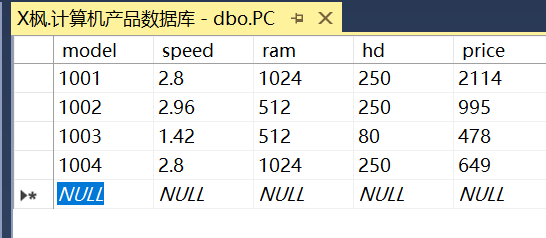 X枫.计算机产品数据库 - dbo.PC
model speed ram hd price
1001 2.8 1024 250 2114
1002 2.96 512 250 995
1003 1.42 512 80 478
1004 2.8 1024 250 649
NULL NULL NULL NULL NULL